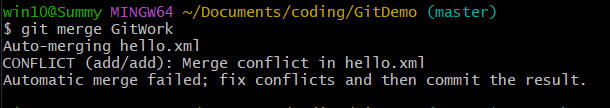 win10@Summy MINGW64 ~/Documents/coding/GitDemo (master)
$ git merge GitWork
Auto-merging hello.xml
CONFLICT (add/add): Merge conflict in hello.xml
Automatic merge failed; fix conflicts and then commit the result.